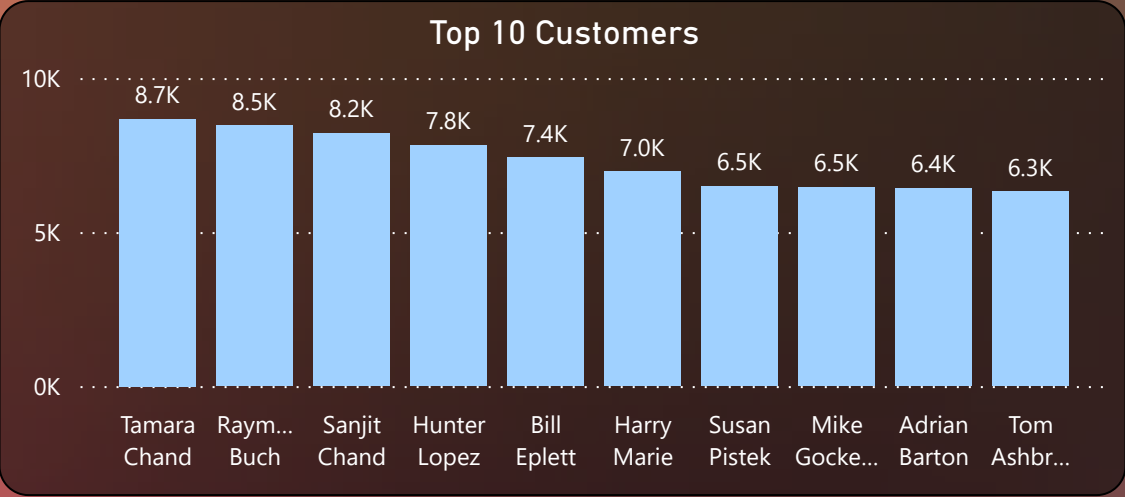 Top 10 Customers
10K
5K
0K
8.7K
8.5K
8.2K
7.8K
7.4K
7.0K
6.5K
6.5K
6.4K
6.3K
Tamara
Chand
Raym...
Buch
Sanjit
Chand
Hunter
Lopez
Bill
Eplett
Harry
Marie
Susan
Pistek
Mike
Gocke...
Adrian
Barton
Tom
Ashbr...